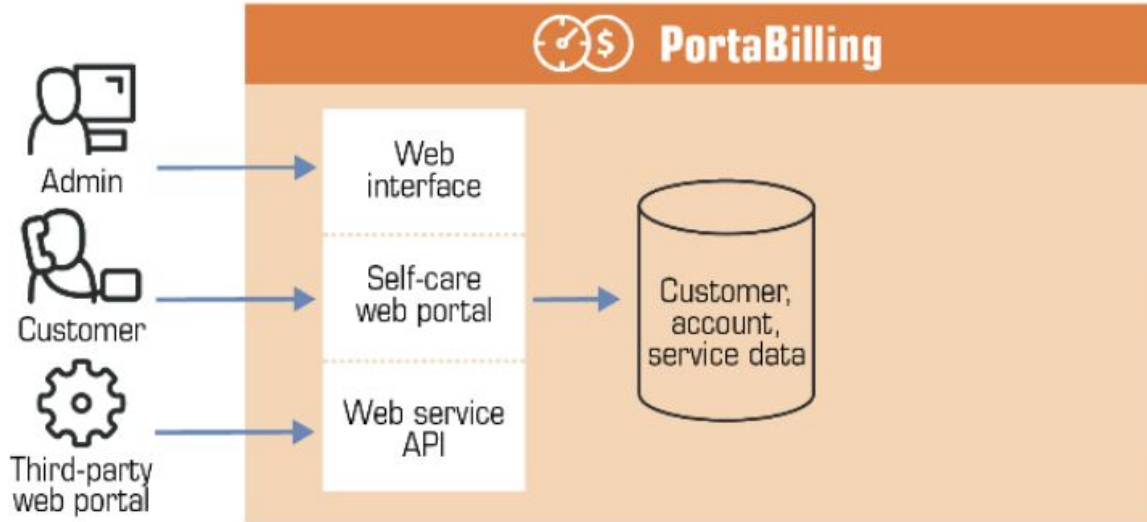 $ PortaBilling
Admin
Web
interface
Customer
Self-care
web portal
Customer,
account,
service data
Third-party
web portal
Web service
API